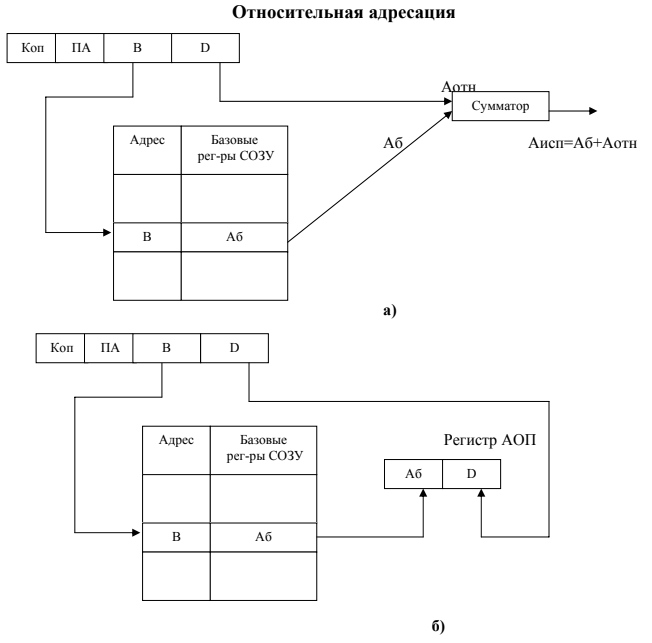 Относительная адресация
Коп ПА B D
Аотн
Сумматор
Адрес Базовые
рег-ры СОЗУ
Аб
Аисп=Аб+Аотн
B Аб
а)
Коп ПА B D
Адрес Базовые
рег-ры СОЗУ
Регистр АОП
Аб D
B Аб
б)